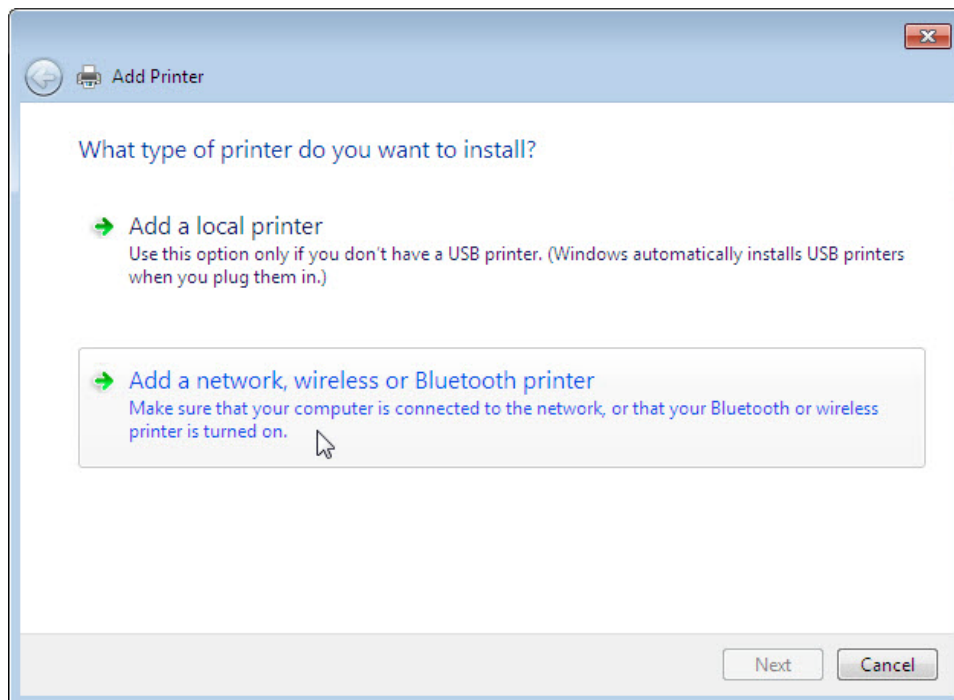 Add Printer
What type of printer do you want to install?
Add a local printer
Use this option only if you don't have a USB printer. (Windows automatically installs USB printers
when you plug them in.)
Add a network, wireless or Bluetooth printer
Make sure that your computer is connected to the network, or that your Bluetooth or wireless
printer is turned on.
Next
Cancel